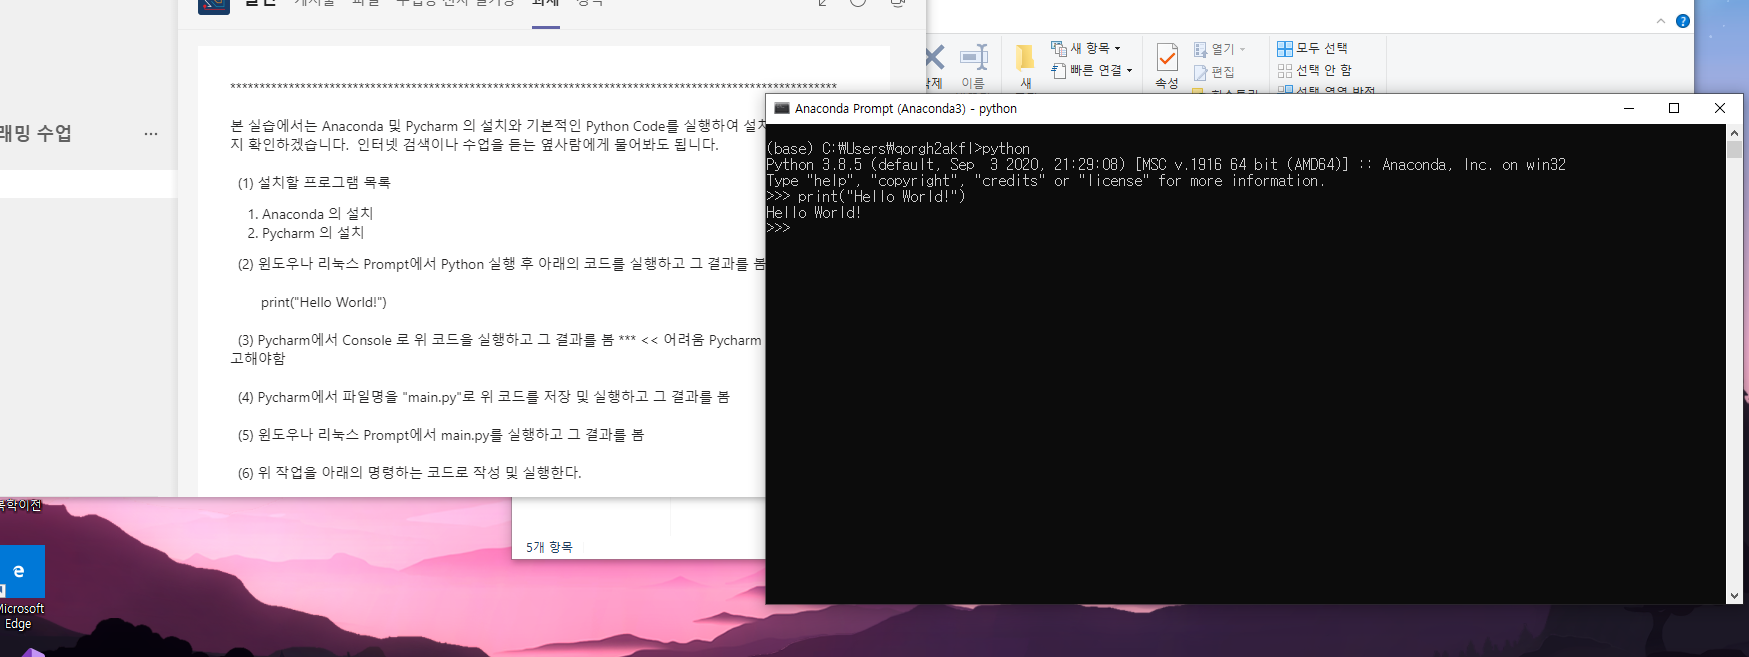 파일
과제
래밍 수업
...
****************************************************************************************************
본 실습에서는 Anaconda 및 Pycharm 의 설치와 기본적인 Python Code를 실행하여 설치
지 확인하겠습니다. 인터넷 검색이나 수업을 듣는 옆사람에게 물어봐도 됩니다.
(1) 설치할 프로그램 목록
1. Anaconda 의 설치
2. Pycharm 의 설치
(2) 윈도우나 리눅스 Prompt에서 Python 실행 후 아래의 코드를 실행하고 그 결과를 봄
print("Hello World!")
(3) Pycharm에서 Console 로 위 코드을 실행하고 그 결과를 봄 *** << 어려움 Pycharm
고해야함
(4) Pycharm에서 파일명을 "main.py"로 위 코드를 저장 및 실행하고 그 결과를 봄
(5) 윈도우나 리눅스 Prompt에서 main.py를 실행하고 그 결과를 봄
(6) 위 작업을 아래의 명령하는 코드로 작성 및 실행한다.
이름
새
새 항목
빠른 연결
속성
열기
편집
모두 선택
선택 안 함
선택 영역 반전
Anaconda Prompt (Anaconda3) - python
(base) C:₩Users₩qorgh2akfl>python
Python 3.8.5 (default, Sep  3 2020, 21:29:08) [MSC v.1916 64 bit (AMD64)] :: Anaconda, Inc. on win32
Type "help", "copyright", "credits" or "license" for more information.
>>> print("Hello World!")
Hello World!
>>>
5개 항목
복학이전
Microsoft
Edge